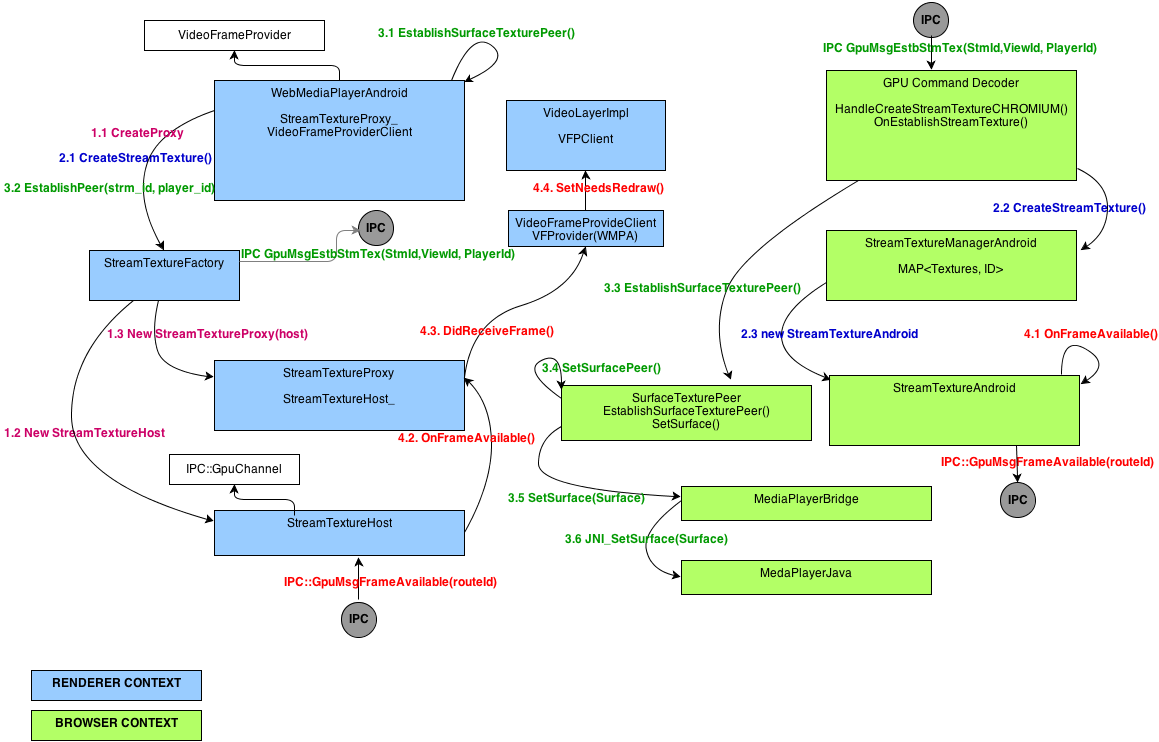 IPC
VideoFrameProvider
3.1 EstablishSurfaceTexturePeer()
IPC GpuMsgEstbStmTex(StmId,ViewId, PlayerId)
WebMediaPlayerAndroid
StreamTextureProxy_
VideoFrameProviderClient
GPU Command Decoder
HandleCreateStreamTextureCHROMIUM()
OnEstablishStreamTexture()
VideoLayerImpl
VFPClient
1.1 CreateProxy
2.1 CreateStreamTexture()
3.2 EstablishPeer(strm_id, player_id)
4.4. SetNeedsRedraw()
2.2 CreateStreamTexture()
IPC
VideoFrameProvideClient
VFProvider(WMPA)
StreamTextureManagerAndroid
MAP<Textures, ID>
IPC GpuMsgEstbStmTex(StmId,ViewId, PlayerId)
StreamTextureFactory
3.3 EstablishSurfaceTexturePeer()
1.3 New StreamTextureProxy(host)
4.3. DidReceiveFrame()
2.3 new StreamTextureAndroid
4.1 OnFrameAvailable()
StreamTextureProxy
StreamTextureHost_
3.4 SetSurfacePeer()
StreamTextureAndroid
SurfaceTexturePeer
EstablishSurfaceTexturePeer()
SetSurface()
1.2 New StreamTextureHost
4.2. OnFrameAvailable()
IPC::GpuMsgFrameAvailable(routeId)
IPC::GpuChannel
3.5 SetSurface(Surface)
MediaPlayerBridge
IPC
StreamTextureHost
3.6 JNI_SetSurface(Surface)
MedaPlayerJava
IPC::GpuMsgFrameAvailable(routeId)
IPC
RENDERER CONTEXT
BROWSER CONTEXT